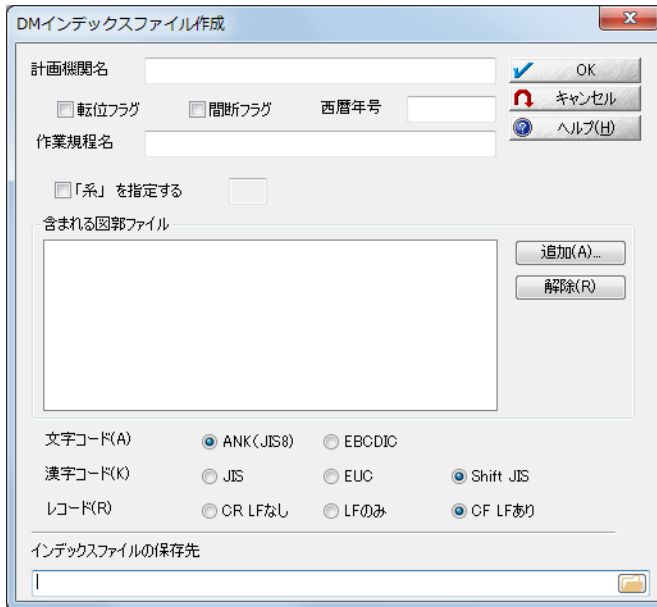 DMインデックスファイル作成
計画機関名
OK
転位フラグ
間断フラグ
西暦年号
キャンセル
作業規程名
ヘルプ(H)
「系」を指定する
含まれる図郭ファイル
追加(A)...
解除(R)
文字コード(A)
ANK(JIS8)
EBCDIC
漢字コード(K)
JIS
EUC
Shift JIS
レコード(R)
CR LFなし
LFのみ
CF LFあり
インデックスファイルの保存先